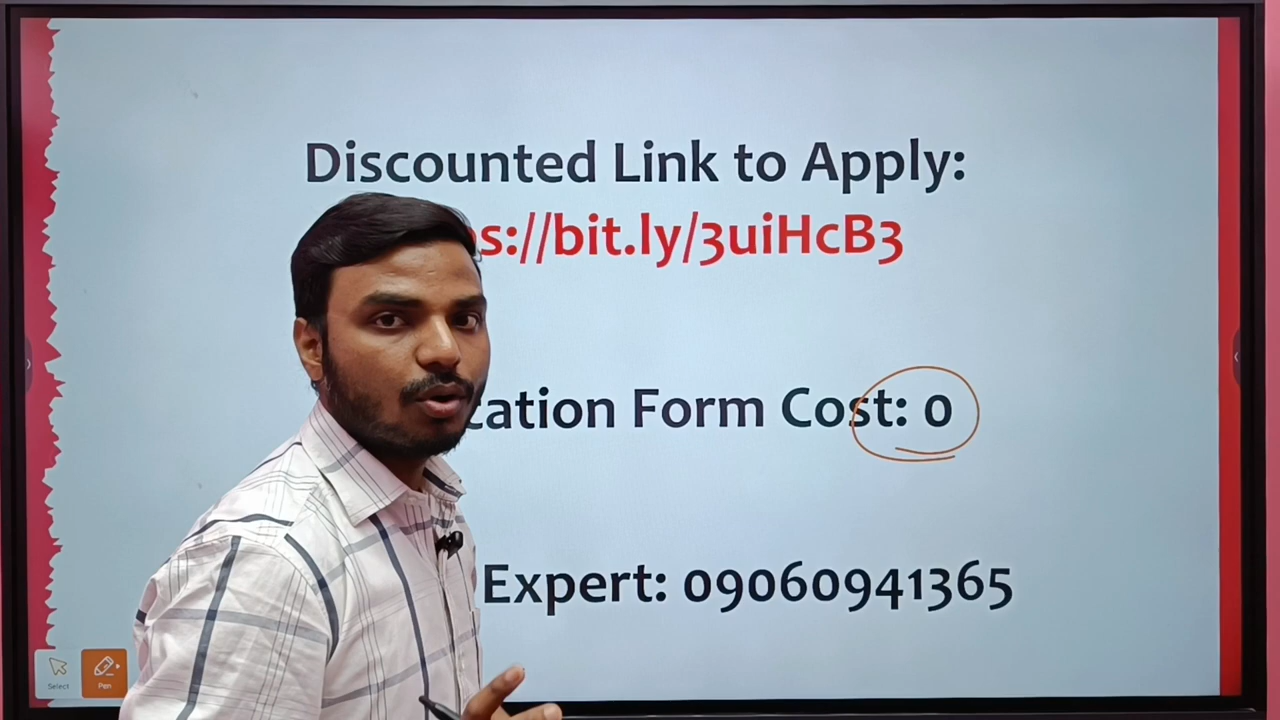 Discounted Link to Apply:
s://bit.ly/3uiHcB3
cation Form Cost: 0
Expert: 09060941365
Select
Pen